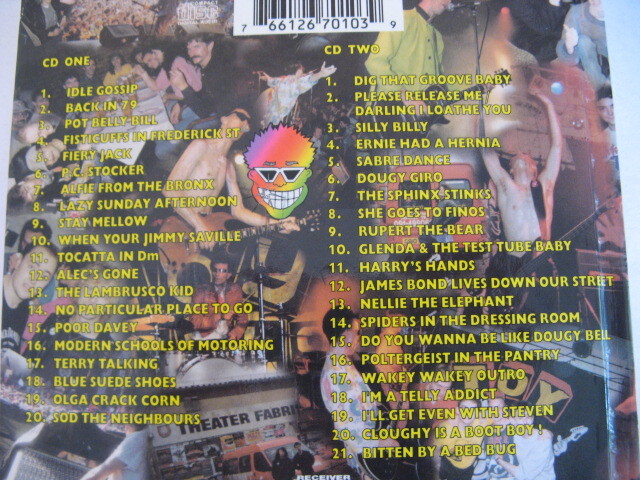 COMPACT
disc
DIGITAL AUDIO
7 66126 70103 9
CD ONE
1. IDLE GOSSIP
2. BACK IN 79
3. POT BELLY BILL
4. FISTICUFFS IN FREDERICK ST
5. FIERY JACK
6. P.C. STOCKER
7. ALFIE FROM THE BRONX
8. LAZY SUNDAY AFTERNOON
9. STAY MELLOW
10. WHEN YOUR JIMMY SAVILLE
11. TOCATTA IN Dm
12. ALEC'S GONE
13. THE LAMBRUSCO KID
14. NO PARTICULAR PLACE TO GO
15. POOR DAVEY
16. MODERN SCHOOLS OF MOTORING
17. TERRY TALKING
18. BLUE SUEDE SHOES
19. OLGA CRACK CORN
20. SOD THE NEIGHBOURS
CD TWO
1. DIG THAT GROOVE BABY
2. PLEASE RELEASE ME
DARLING I LOATHE YOU
3. SILLY BILLY
4. ERNIE HAD A HERNIA
5. SABRE DANCE
6. DOUGY GIRO
7. THE SPHINX STINKS
8. SHE GOES TO FINOS
9. RUPERT THE BEAR
10. GLENDA & THE TEST TUBE BABY
11. HARRY'S HANDS
12. JAMES BOND LIVES DOWN OUR STREET
13. NELLIE THE ELEPHANT
14. SPIDERS IN THE DRESSING ROOM
15. DO YOU WANNA BE LIKE DOUGY BELL
16. POLTERGEIST IN THE PANTRY
17. WAKEY WAKEY OUTRO
18. I'M A TELLY ADDICT
19. I'LL GET EVEN WITH STEVEN
20. CLOUGHY IS A BOOT BOY !
21. BITTEN BY A BED BUG
THEATER FABRI
RECEIVER